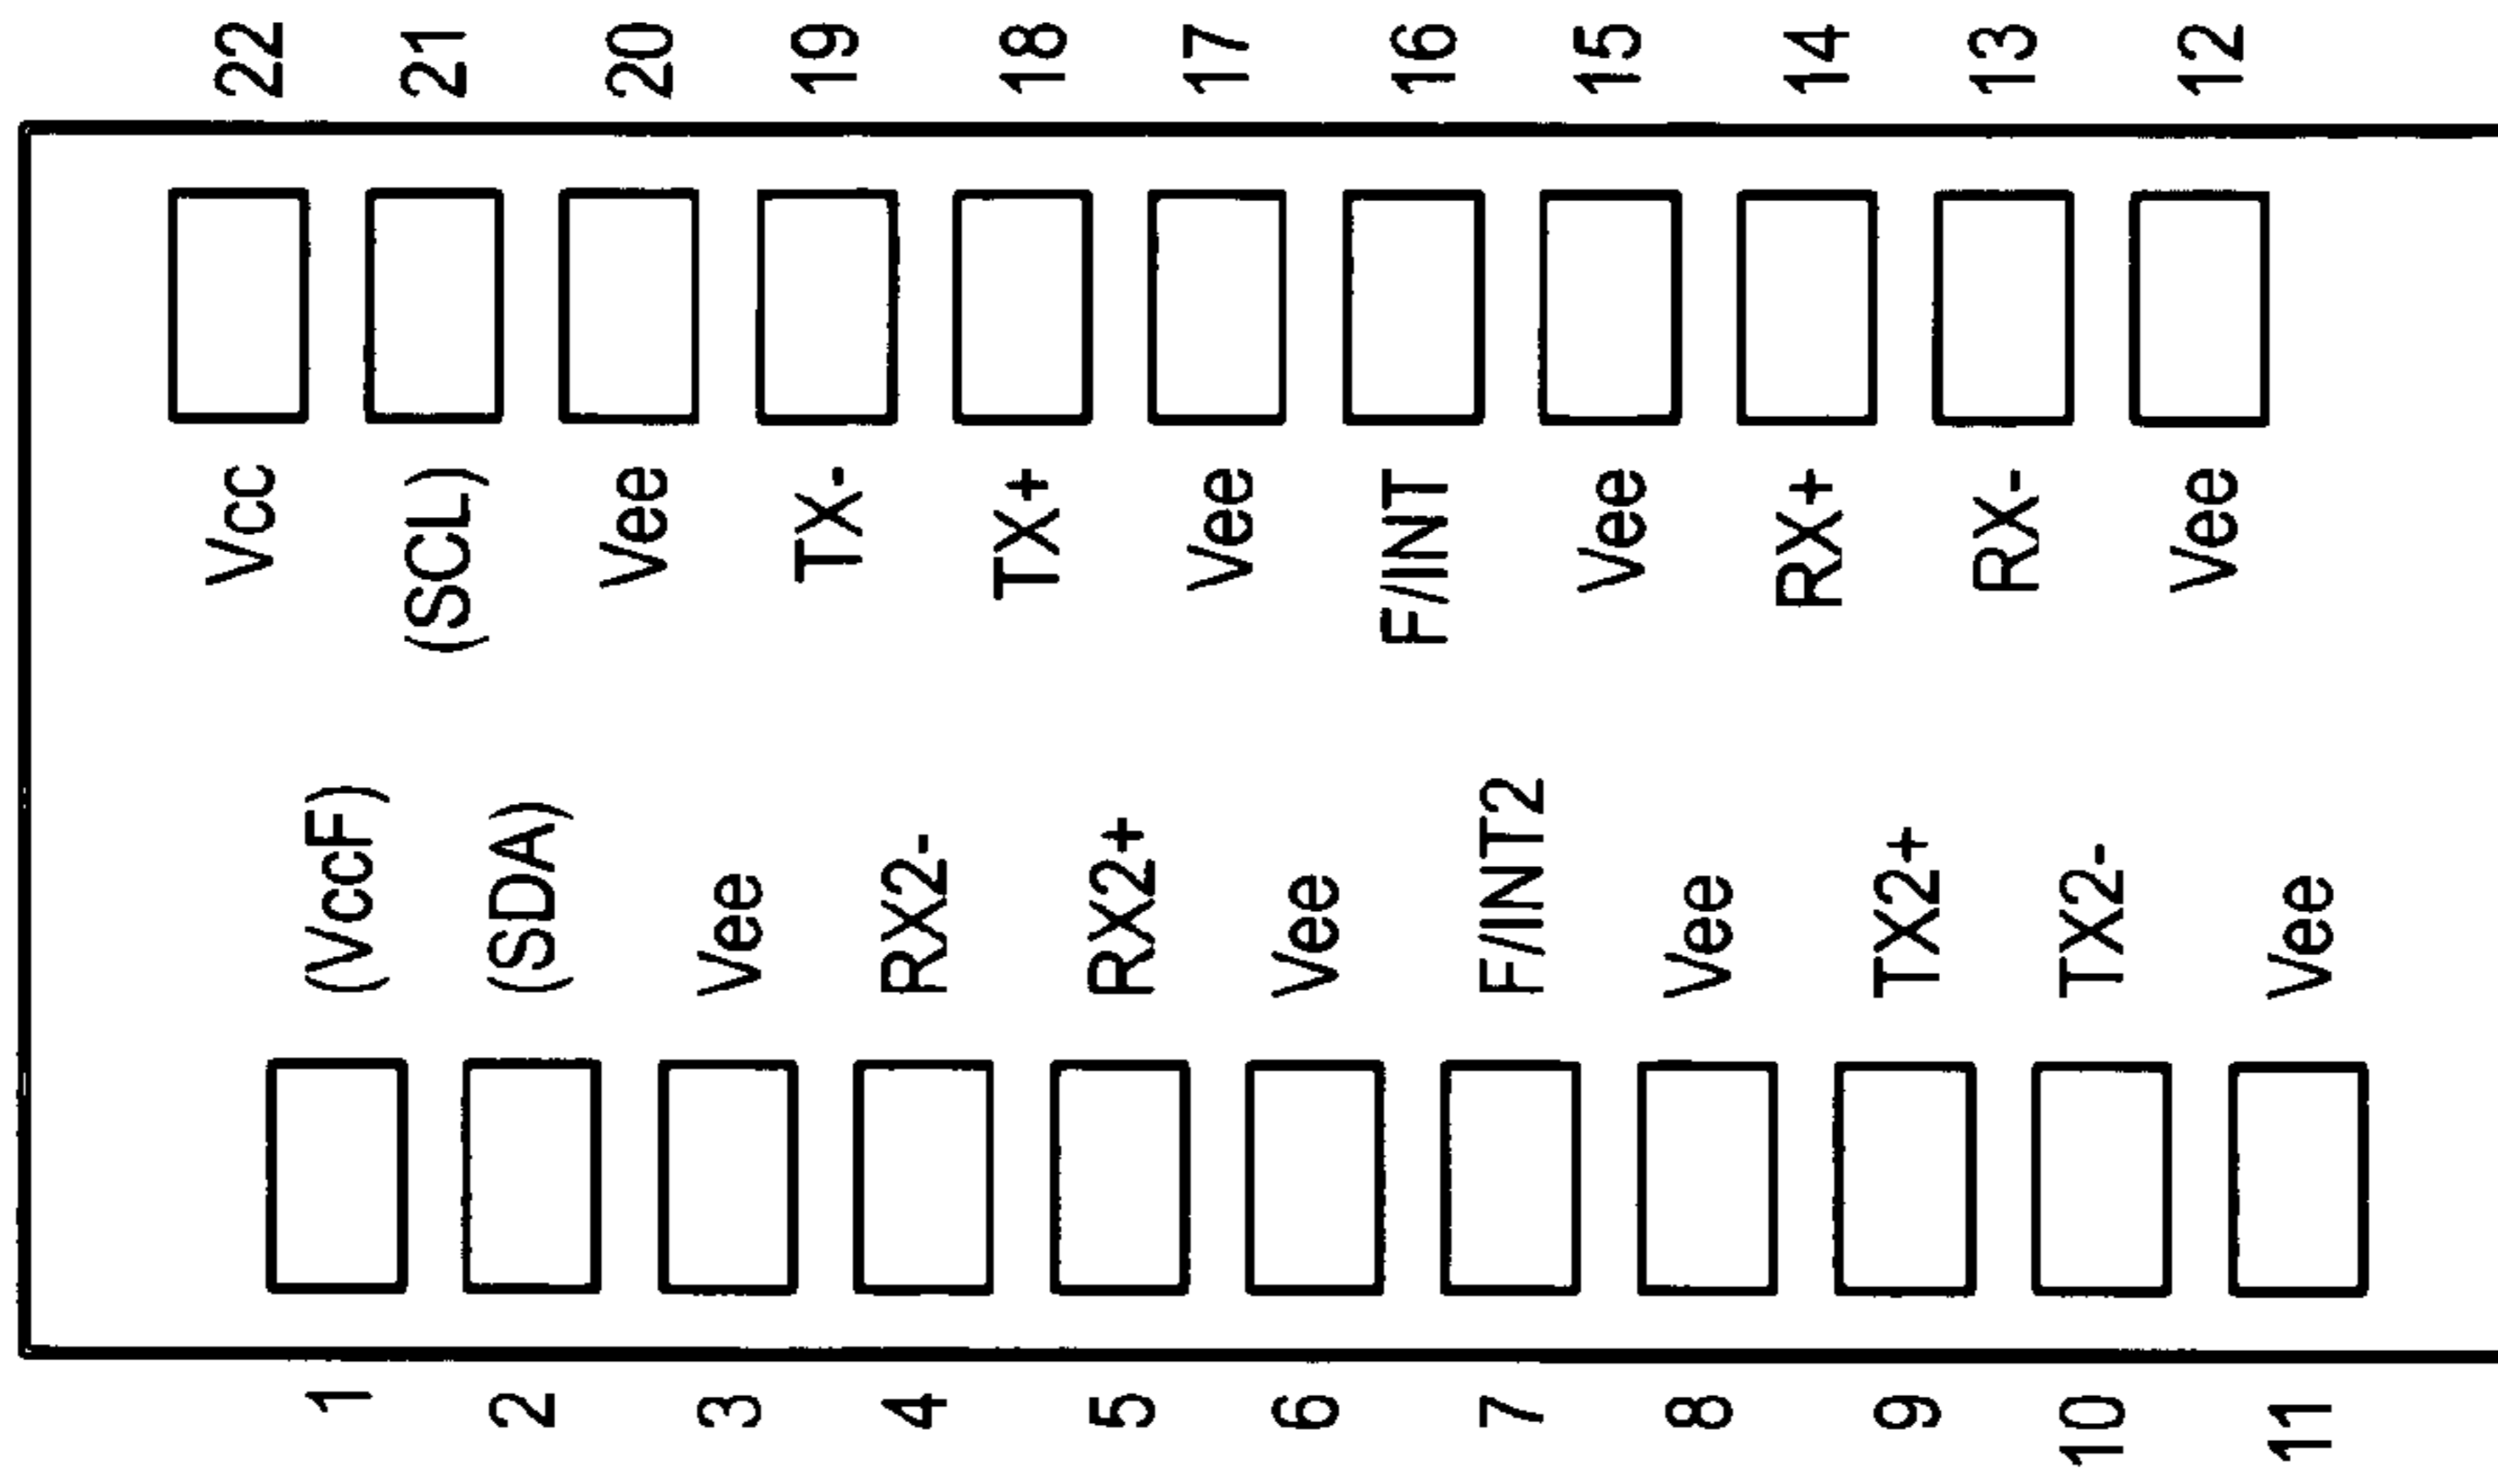 22 21 20 19 18 17 16 15 14 13 12
Vcc (SCL) Vee TX- TX+ Vee F/INT Vee RX+ RX- Vee
(VccF) (SDA) Vee RX2- RX2+ Vee F/INT2 Vee TX2+ TX2- Vee
1 2 3 4 5 6 7 8 9 10 11